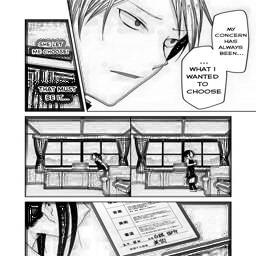 MY
CONCERN
HAS
ALWAYS
BEEN...
...
WHAT I
WANTED
TO
CHOOSE
SHE LET
ME CHOOSE
THAT MUST
BE IT...